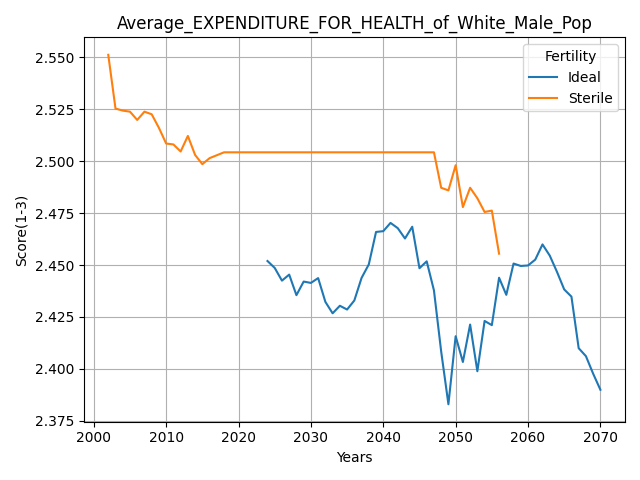 Average_EXPENDITURE_FOR_HEALTH_of_White_Male_Pop
Fertility
Ideal
Sterile
Score(1-3)
2.550
2.525
2.500
2.475
2.450
2.425
2.400
2.375
2000 2010 2020 2030 2040 2050 2060 2070
Years